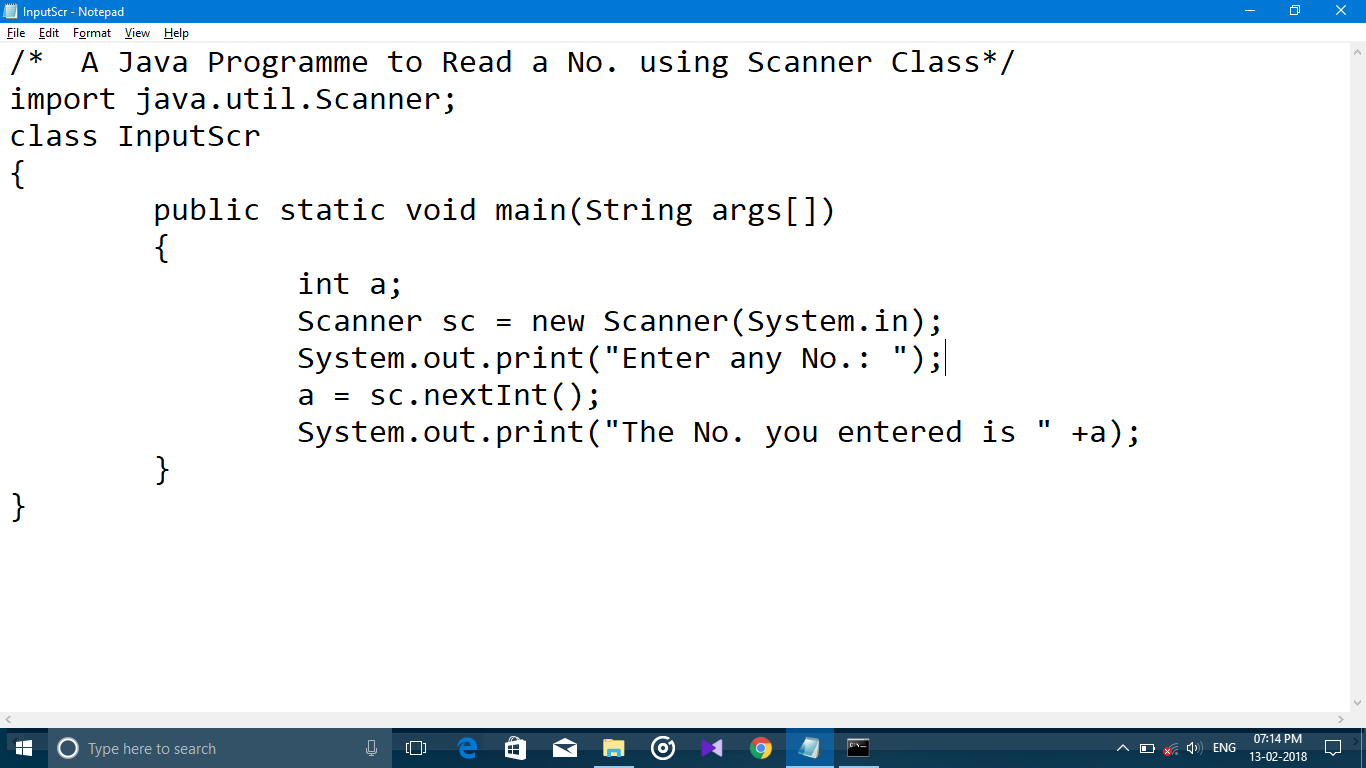 InputScr - Notepad
File Edit Format View Help
/*  A Java Programme to Read a No. using Scanner Class*/
import java.util.Scanner;
class InputScr
{
        public static void main(String args[])
        {
                int a;
                Scanner sc = new Scanner(System.in);
                System.out.print("Enter any No.: ");
                a = sc.nextInt();
                System.out.print("The No. you entered is " +a);
        }
}
Type here to search
ENG
07:14 PM
13-02-2018